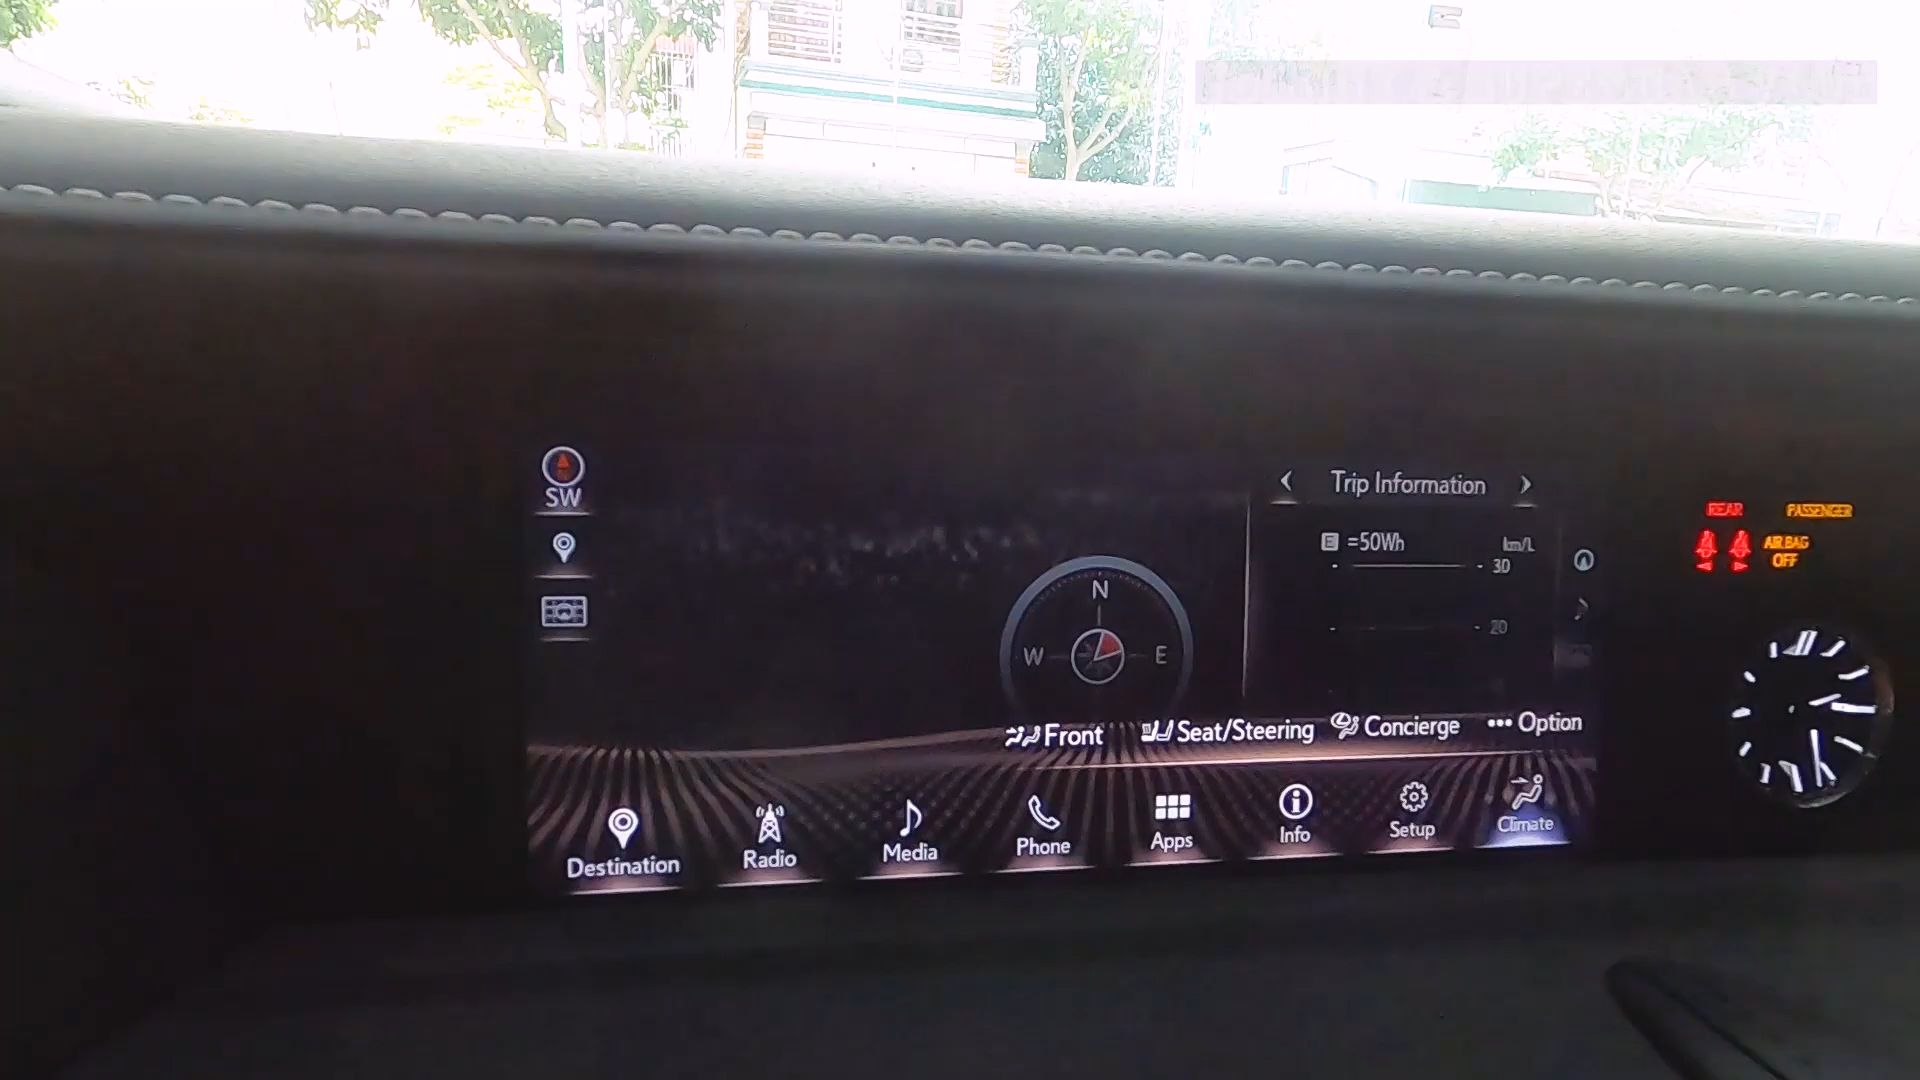 SW
Trip Information
E =50Wh
km/L
30
20
N
W
E
Front
Seat/Steering
Concierge
Option
Destination
Radio
Media
Phone
Apps
Info
Setup
Climate
REAR
PASSENGER
AIR BAG
OFF